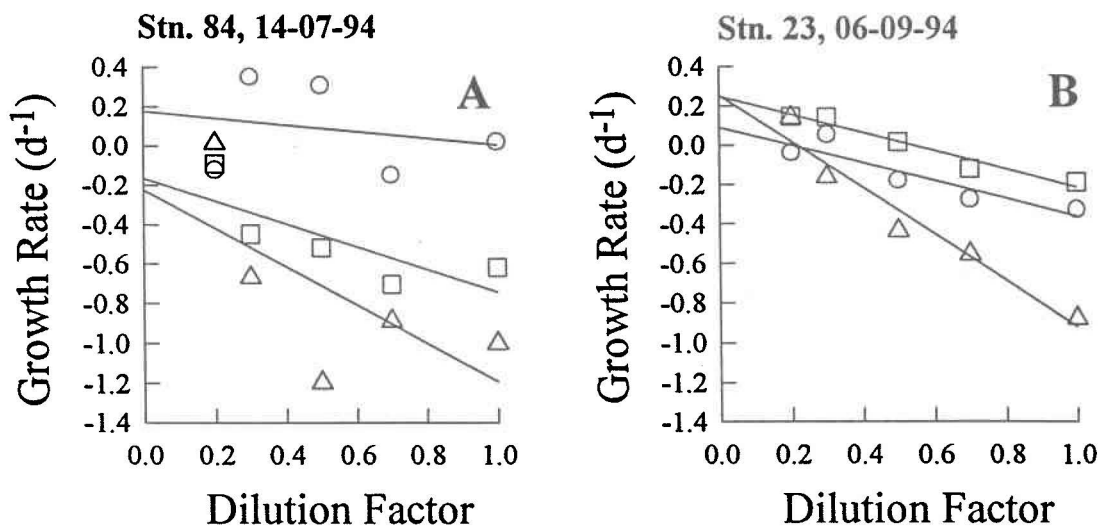 Stn. 84, 14-07-94
A
Growth Rate (d-1)
0.4
0.2
0.0
-0.2
-0.4
-0.6
-0.8
-1.0
-1.2
-1.4
0.0 0.2 0.4 0.6 0.8 1.0
Dilution Factor
Stn. 23, 06-09-94
B
Growth Rate (d-1)
0.4
0.2
0.0
-0.2
-0.4
-0.6
-0.8
-1.0
-1.2
-1.4
0.0 0.2 0.4 0.6 0.8 1.0
Dilution Factor